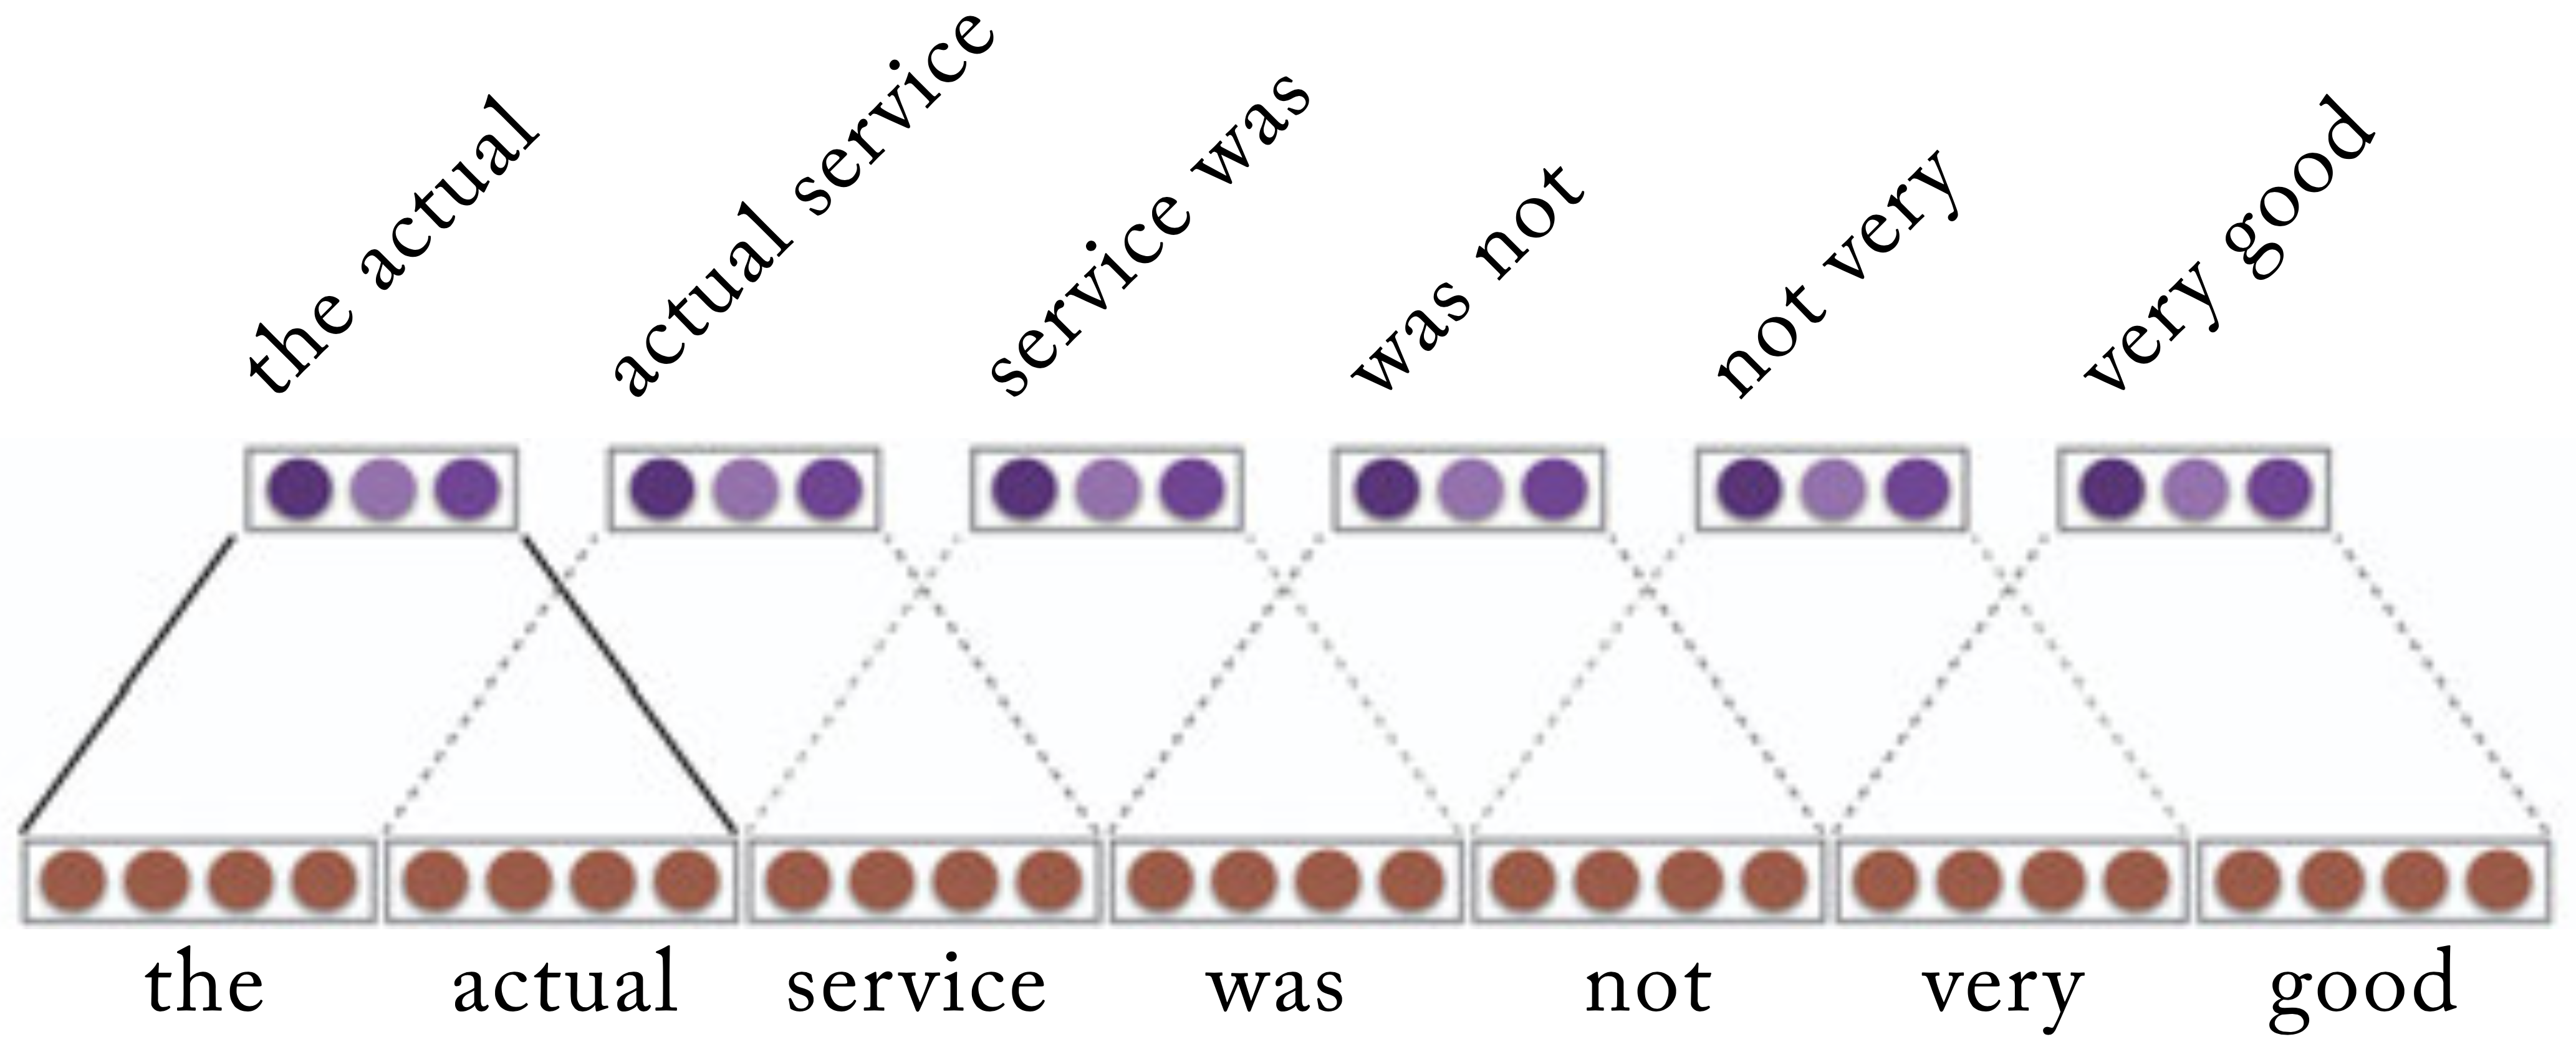 the actual
actual service
service was
was not
not very
very good
the actual service was not very good